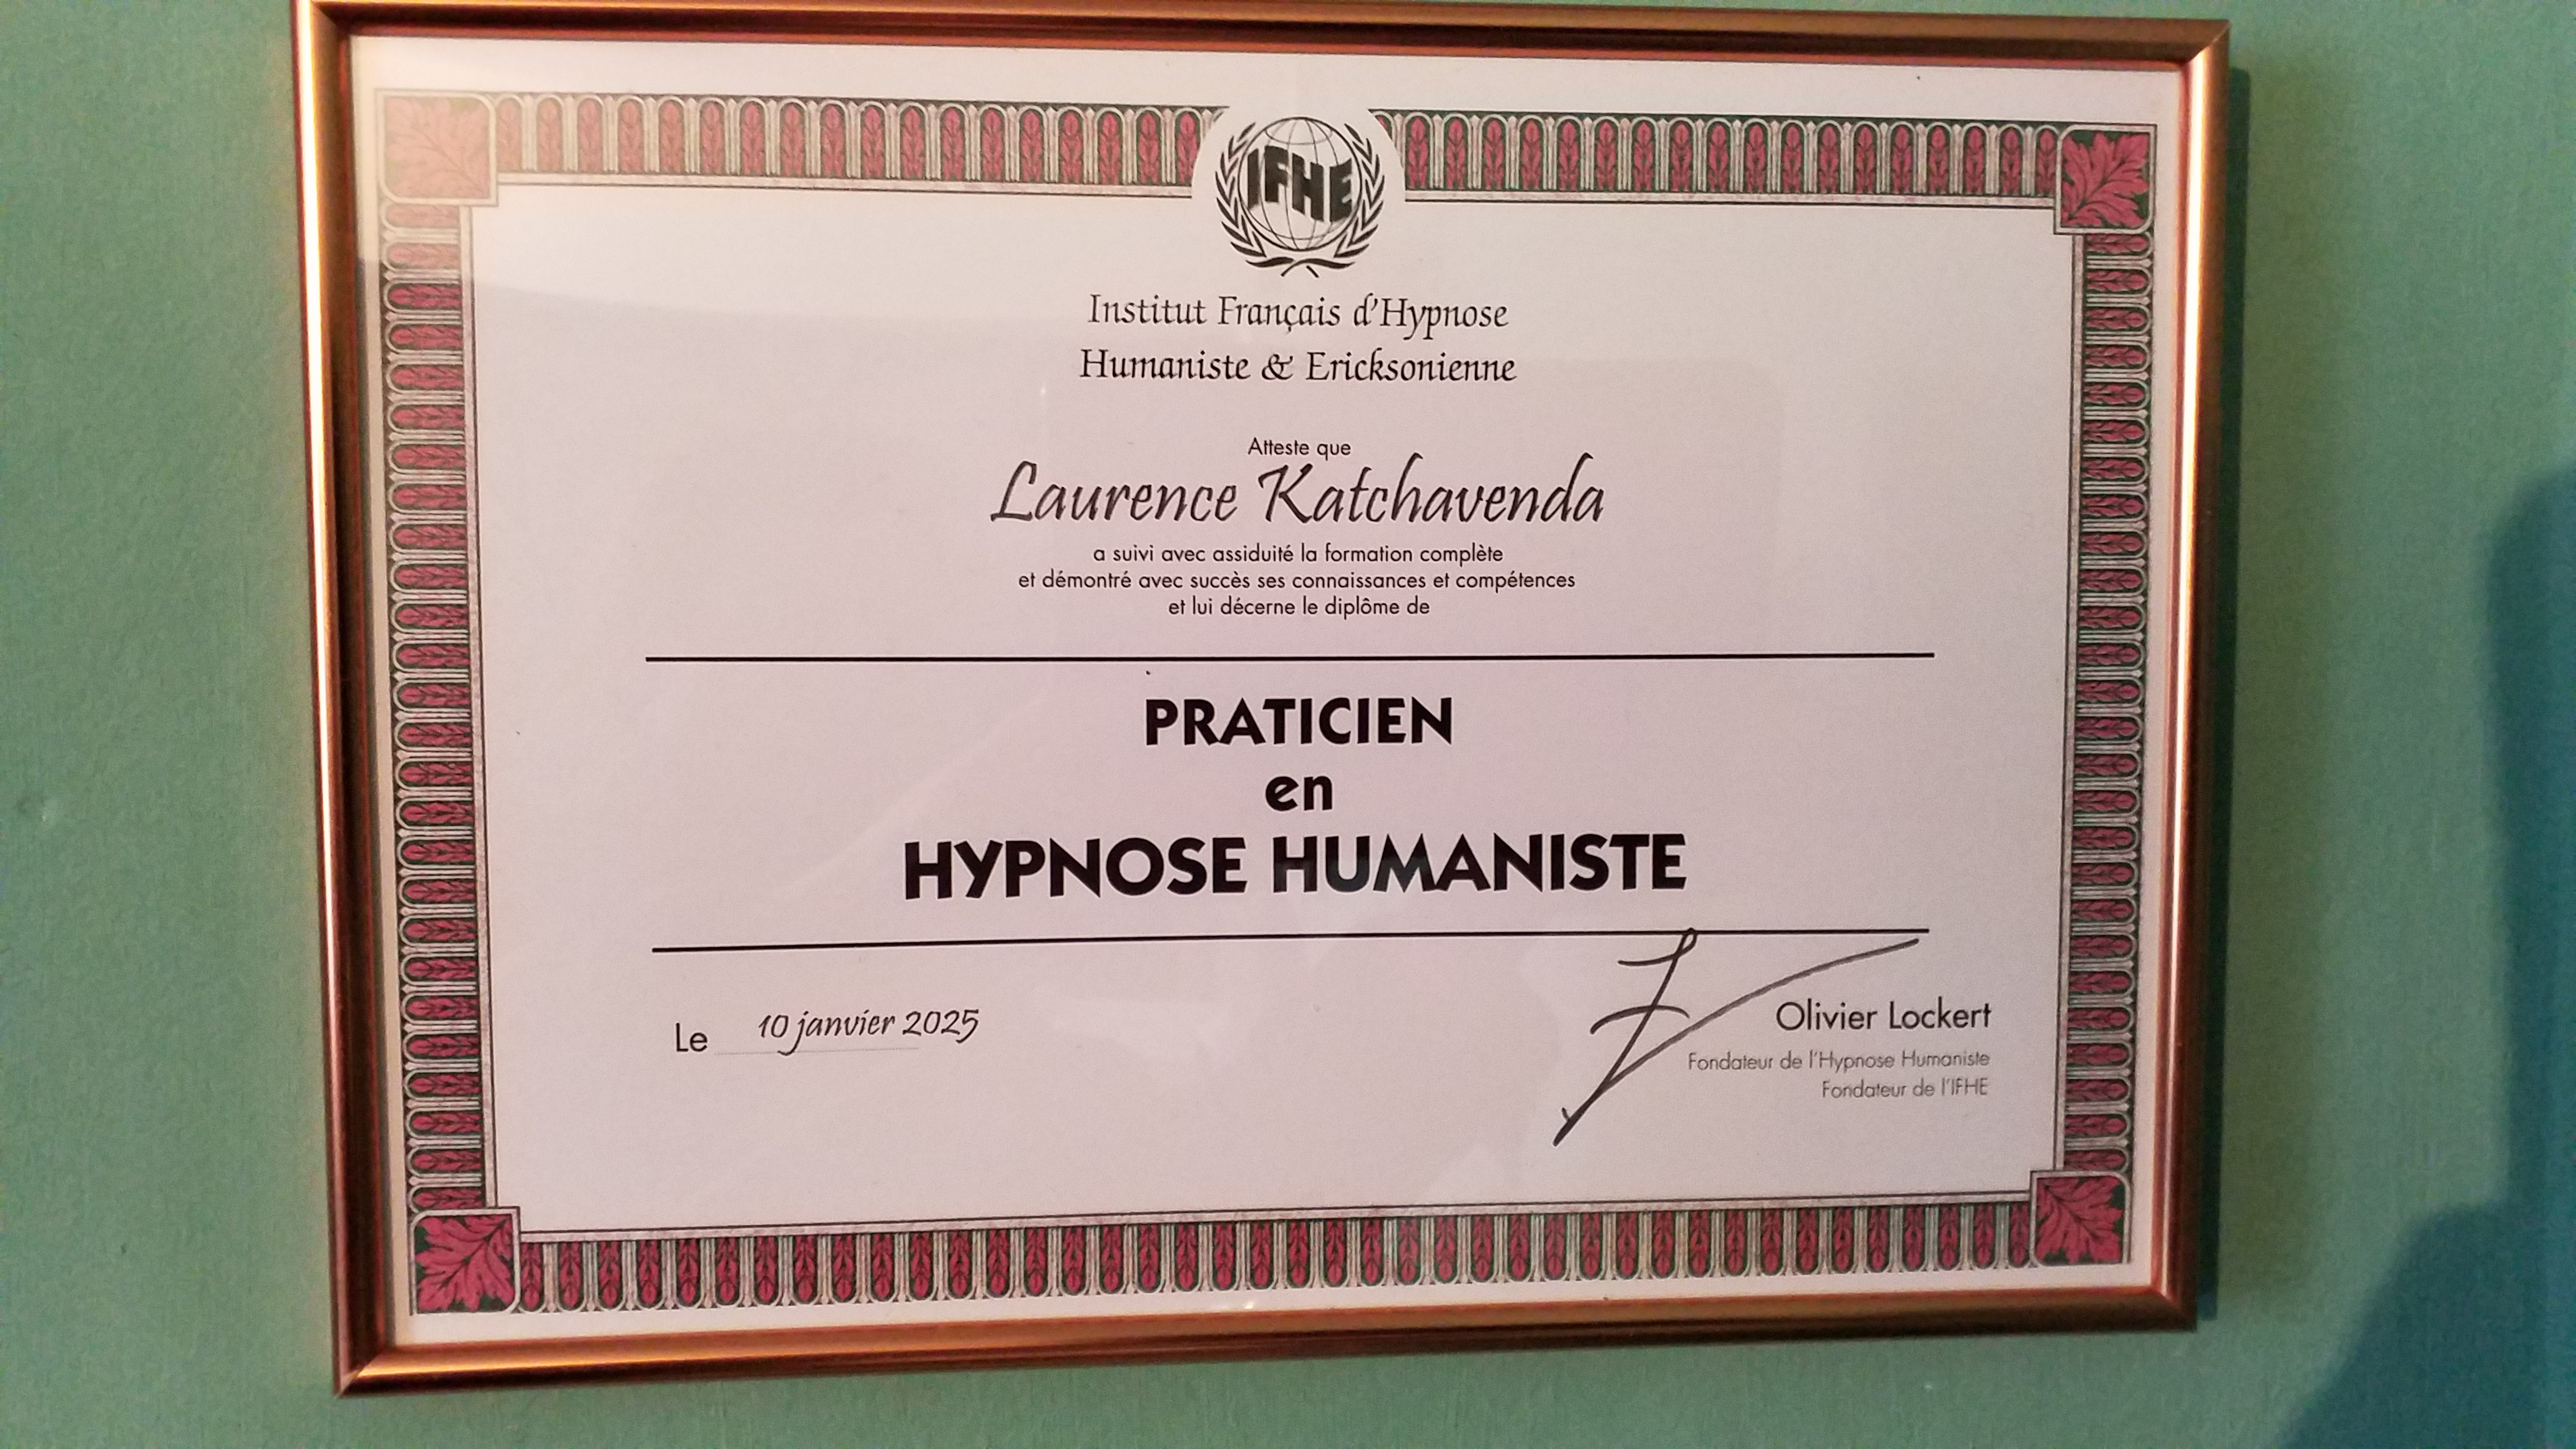 IFHE
Institut Français d'Hypnose
Humaniste & Ericksonienne
Atteste que
Laurence Katchavenda
a suivi avec assiduité la formation complète
et démontré avec succès ses connaissances et compétences
et lui décerne le diplôme de
PRATICIEN
en
HYPNOSE HUMANISTE
Le 10 janvier 2025
Olivier Lockert
Fondateur de l'Hypnose Humaniste
Fondateur de l'IFHE